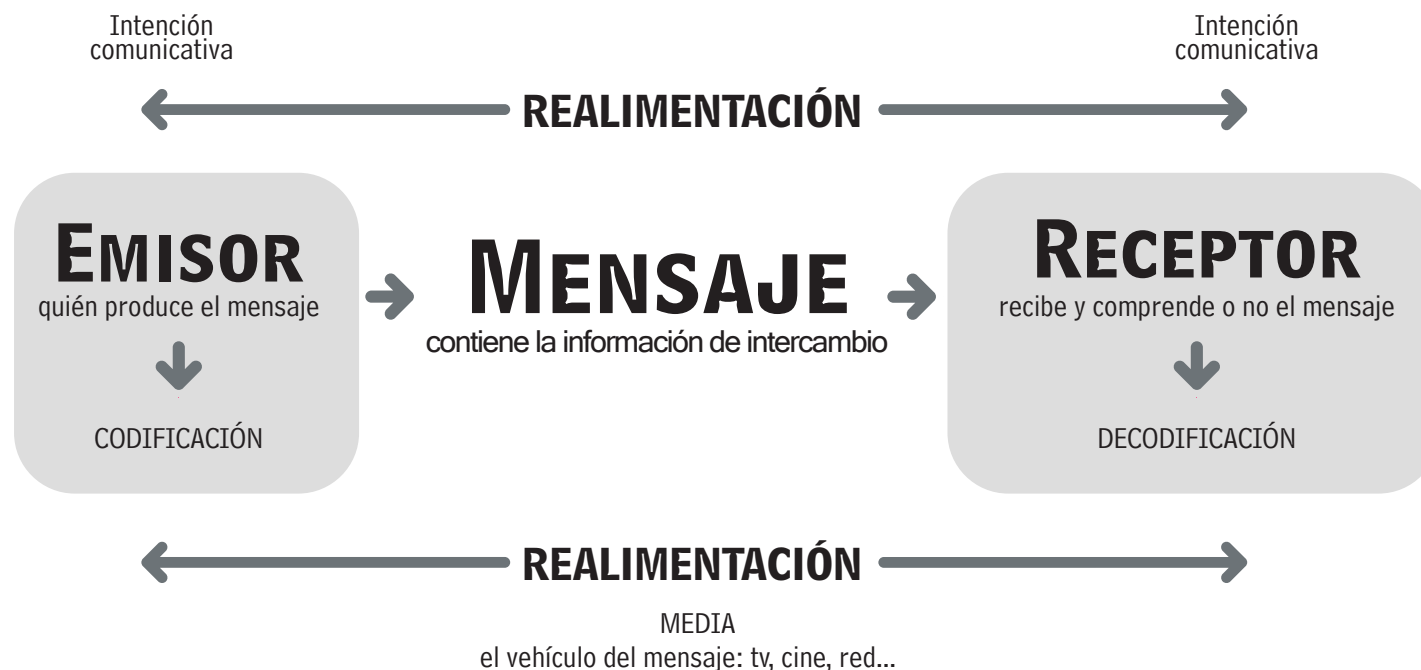 Intención
comunicativa
Intención
comunicativa
REALIMENTACIÓN
EMISOR
quién produce el mensaje
CODIFICACIÓN
MENSAJE
contiene la información de intercambio
RECEPTOR
recibe y comprende o no el mensaje
DECODIFICACIÓN
REALIMENTACIÓN
MEDIA
el vehículo del mensaje: tv, cine, red...